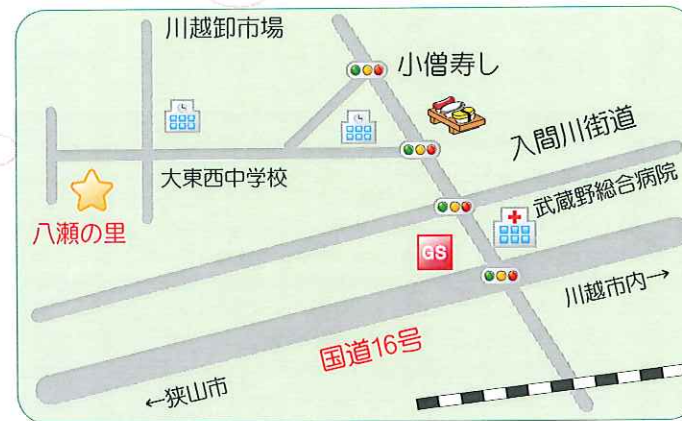 川越卸市場
小僧寿し
入間川街道
大東西中学校
武蔵野総合病院
八瀬の里
GS
川越市内→
国道16号
←狭山市